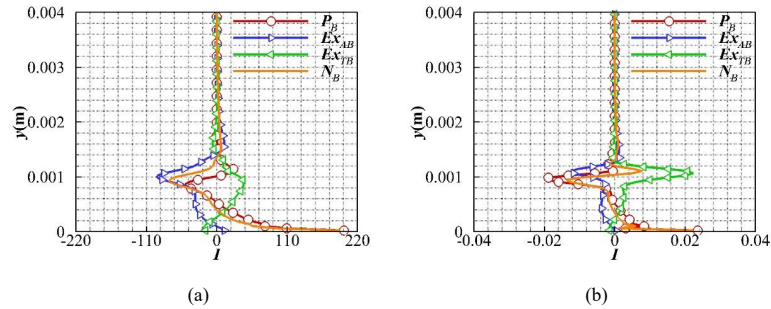 0.004
0.003
0.002
0.001
0
y(m)
-220
-110
0
110
220
I
P_B
Ex_AB
Ex_TB
N_B
(a)
0.004
0.003
0.002
0.001
0
y(m)
-0.04
-0.02
0
0.02
0.04
I
P_B
Ex_AB
Ex_TB
N_B
(b)